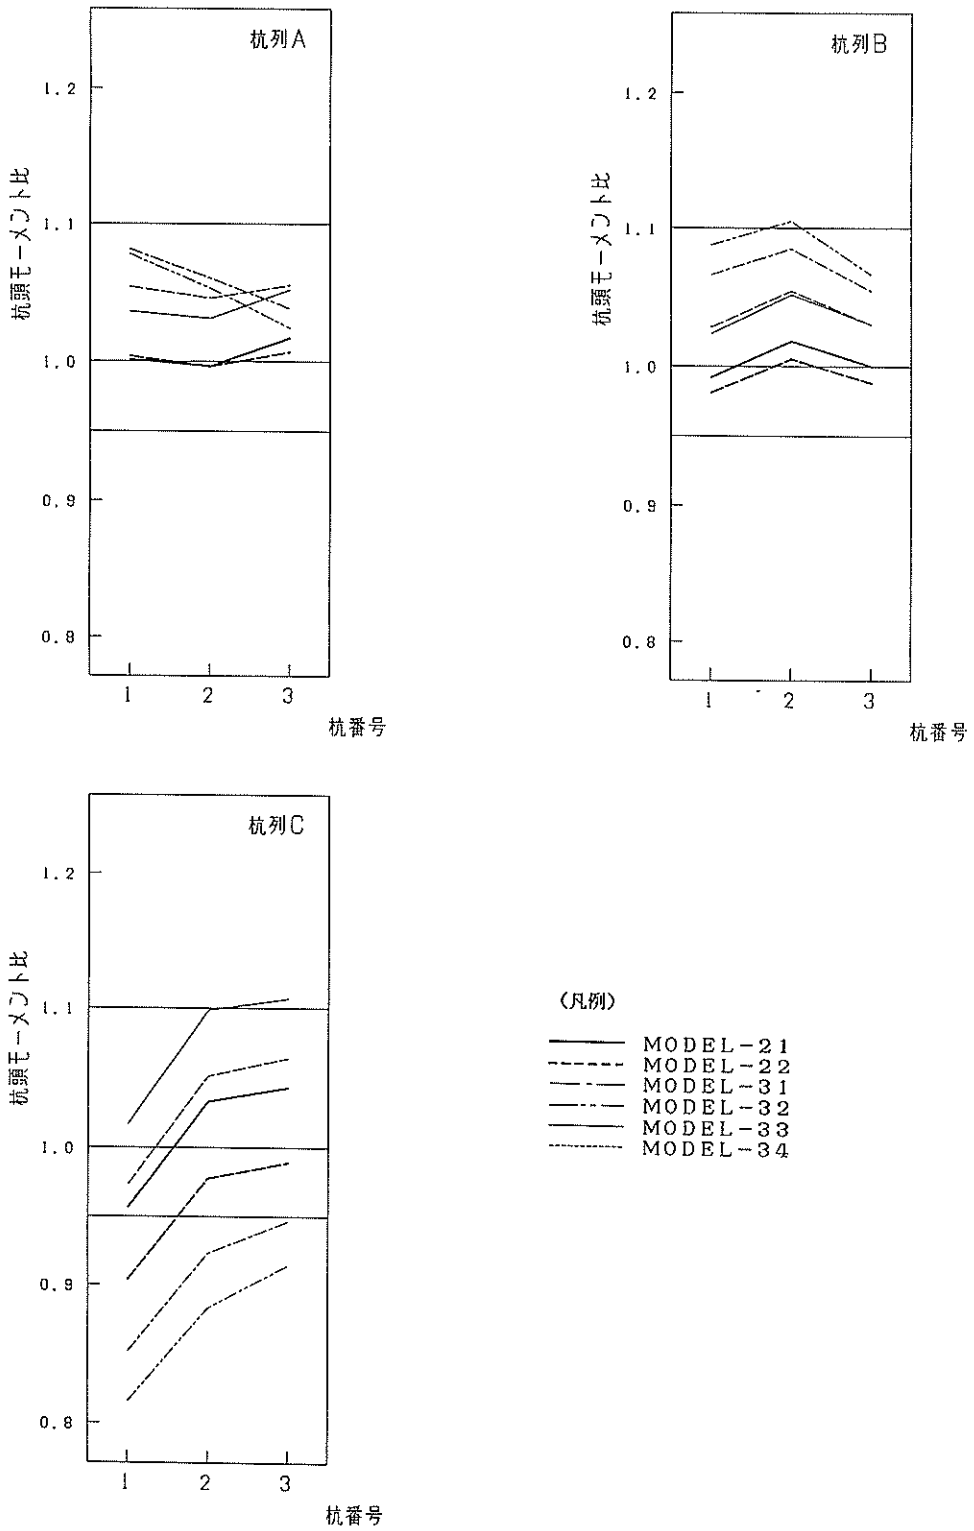 杭列A
1.2
1.1
1.0
0.9
0.8
杭頭モーメント比
1 2 3
杭番号
杭列B
1.2
1.1
1.0
0.9
0.8
杭頭モーメント比
1 2 3
杭番号
杭列C
1.2
1.1
1.0
0.9
0.8
杭頭モーメント比
1 2 3
杭番号
(凡例)
MODEL-21
MODEL-22
MODEL-31
MODEL-32
MODEL-33
MODEL-34